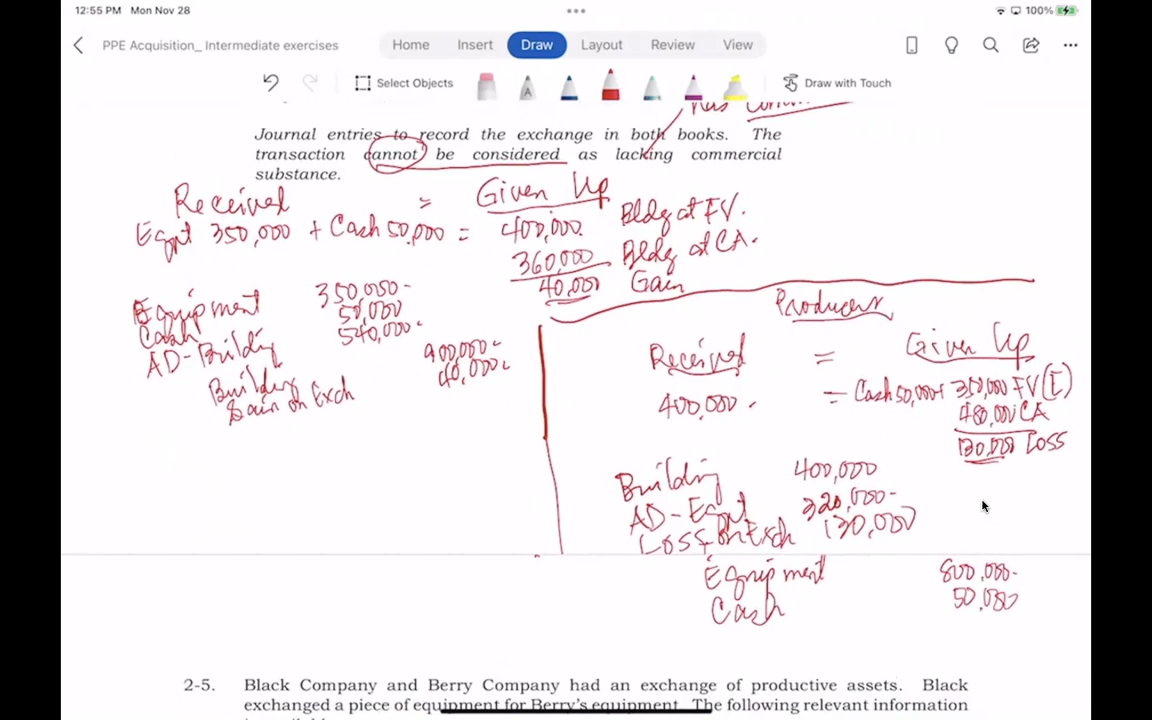 12:55 PM Mon Nov 28
100%
PPE Acquisition_ Intermediate exercises
Home Insert Draw Layout Review View
Select Objects
A
Draw with Touch
Journal entries to record the exchange in both books. The
transaction cannot be considered as lacking commercial
substance.
Received = Given Up
Eqpt 350,000 + Cash 50,000 = 400,000 Bldg at FV.
360,000 Bldg at CA.
40,000 Gain
Equipment 350,000-
Cash 50,000
AD-Building 540,000-
Building 900,000-
Gain on Exch 40,000
Producers
Received = Given Up
400,000 = Cash 50,000+ 350,000 FV(E)
480,000 CA
130,000 Loss
Building 400,000
AD-Eqpt 320,000-
Loss on Exch 130,000
Equipment 800,000-
Cash 50,000
2-5. Black Company and Berry Company had an exchange of productive assets. Black
exchanged a piece of equipment for Berry's equipment. The following relevant information